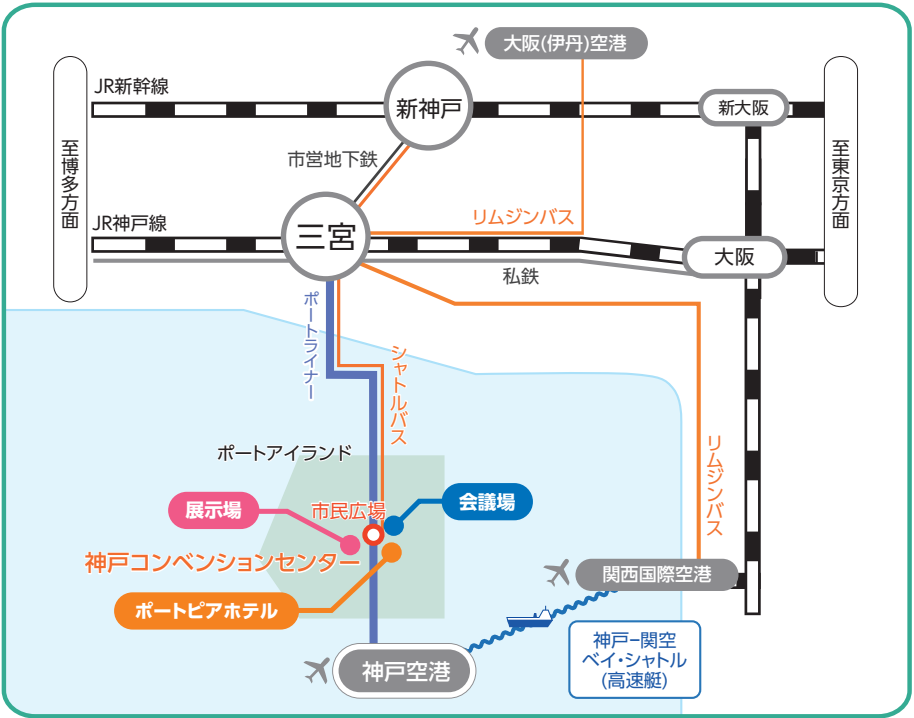 大阪(伊丹)空港
JR新幹線
新神戸
新大阪
至博多方面
至東京方面
市営地下鉄
JR神戸線
三宮
リムジンバス
大阪
私鉄
ポートライナー
シャトルバス
リムジンバス
ポートアイランド
展示場
市民広場
会議場
神戸コンベンションセンター
ポートピアホテル
関西国際空港
神戸空港
神戸−関空
ベイ・シャトル
(高速艇)